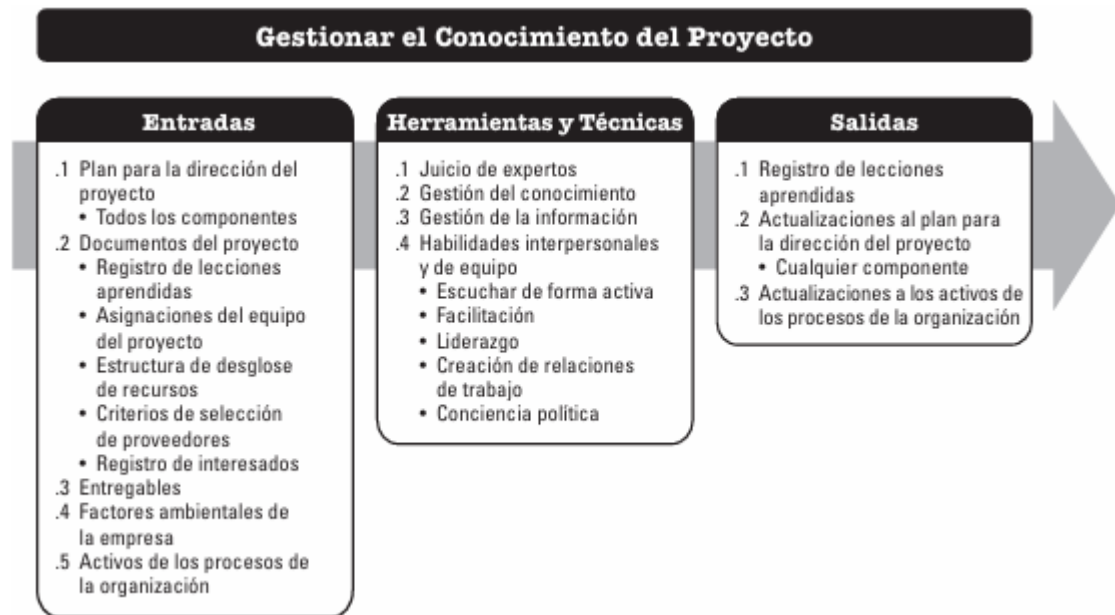 Gestionar el Conocimiento del Proyecto
Entradas
.1 Plan para la dirección del
proyecto
• Todos los componentes
.2 Documentos del proyecto
• Registro de lecciones
aprendidas
• Asignaciones del equipo
del proyecto
• Estructura de desglose
de recursos
• Criterios de selección
de proveedores
• Registro de interesados
.3 Entregables
.4 Factores ambientales de
la empresa
.5 Activos de los procesos de
la organización
Herramientas y Técnicas
.1 Juicio de expertos
.2 Gestión del conocimiento
.3 Gestión de la información
.4 Habilidades interpersonales
y de equipo
• Escuchar de forma activa
• Facilitación
• Liderazgo
• Creación de relaciones
de trabajo
• Conciencia política
Salidas
.1 Registro de lecciones
aprendidas
.2 Actualizaciones al plan para
la dirección del proyecto
• Cualquier componente
.3 Actualizaciones a los activos de
los procesos de la organización